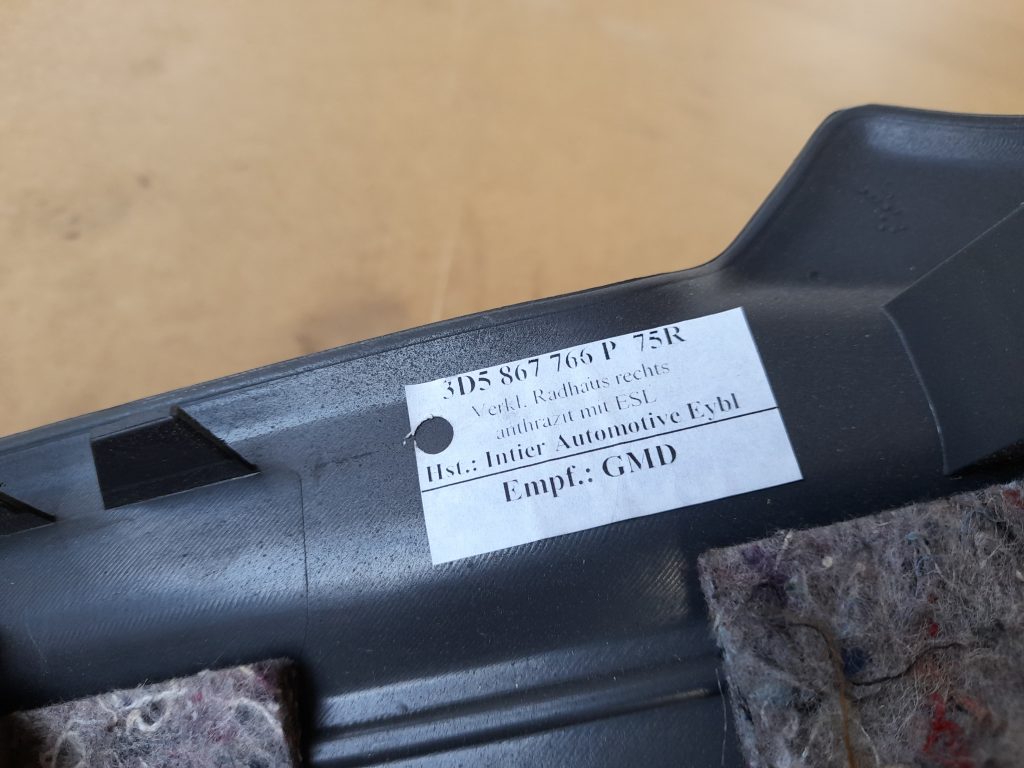 3D5 867 766 P 75R
Verkl. Radhaus rechts
anthrazit mit ESL
Hst.: Intier Automotive Eybl
Empf.: GMD